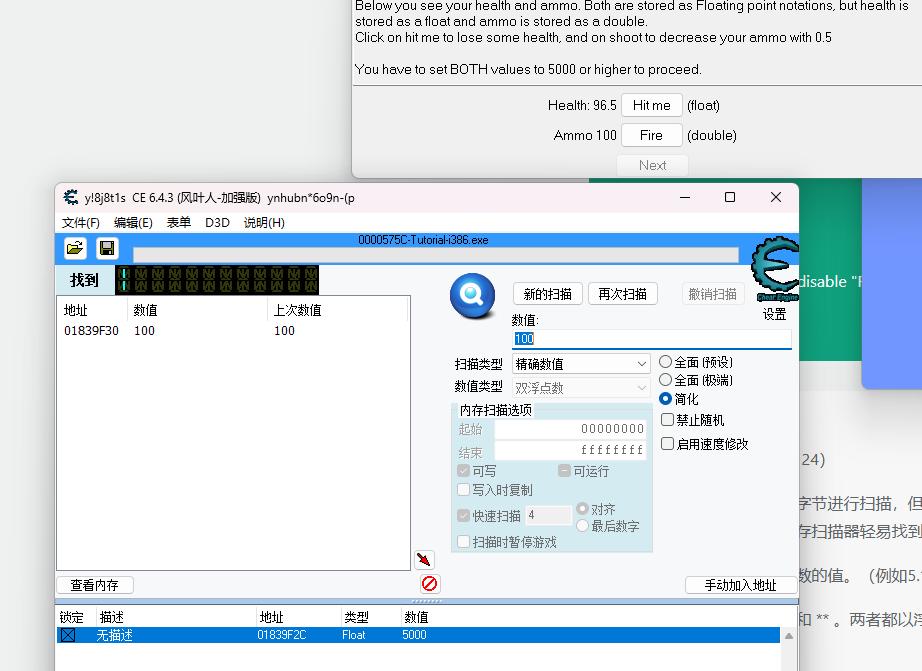 Below you see your health and ammo. Both are stored as Floating point notations, but health is
stored as a float and ammo is stored as a double.
Click on hit me to lose some health, and on shoot to decrease your ammo with 0.5
You have to set BOTH values to 5000 or higher to proceed.
Health: 96.5 Hit me (float)
Ammo 100 Fire (double)
Next
y!8j8t1s CE 6.4.3 (风叶人-加强版) ynhubn*6o9n-(p
文件(F) 编辑(E) 表单 D3D 说明(H)
0000575C-Tutorial-i386.exe
找到
Cheat Engine
设置
disable "F
地址 数值 上次数值
01839F30 100 100
新的扫描 再次扫描 撤销扫描
数值:
100
扫描类型 精确数值
数值类型 双浮点数
全面 (预设)
全面 (极端)
简化
禁止随机
启用速度修改
内存扫描选项
起始 00000000
结束 ffffffff
可写 可运行
写入时复制
快速扫描 4 对齐
最后数字
扫描时暂停游戏
24)
字节进行扫描，但
存扫描器轻易找到
数的值。（例如5.
和 ** 。两者都以浮
查看内存 手动加入地址
锁定 描述 地址 类型 数值
无描述 01839F2C Float 5000